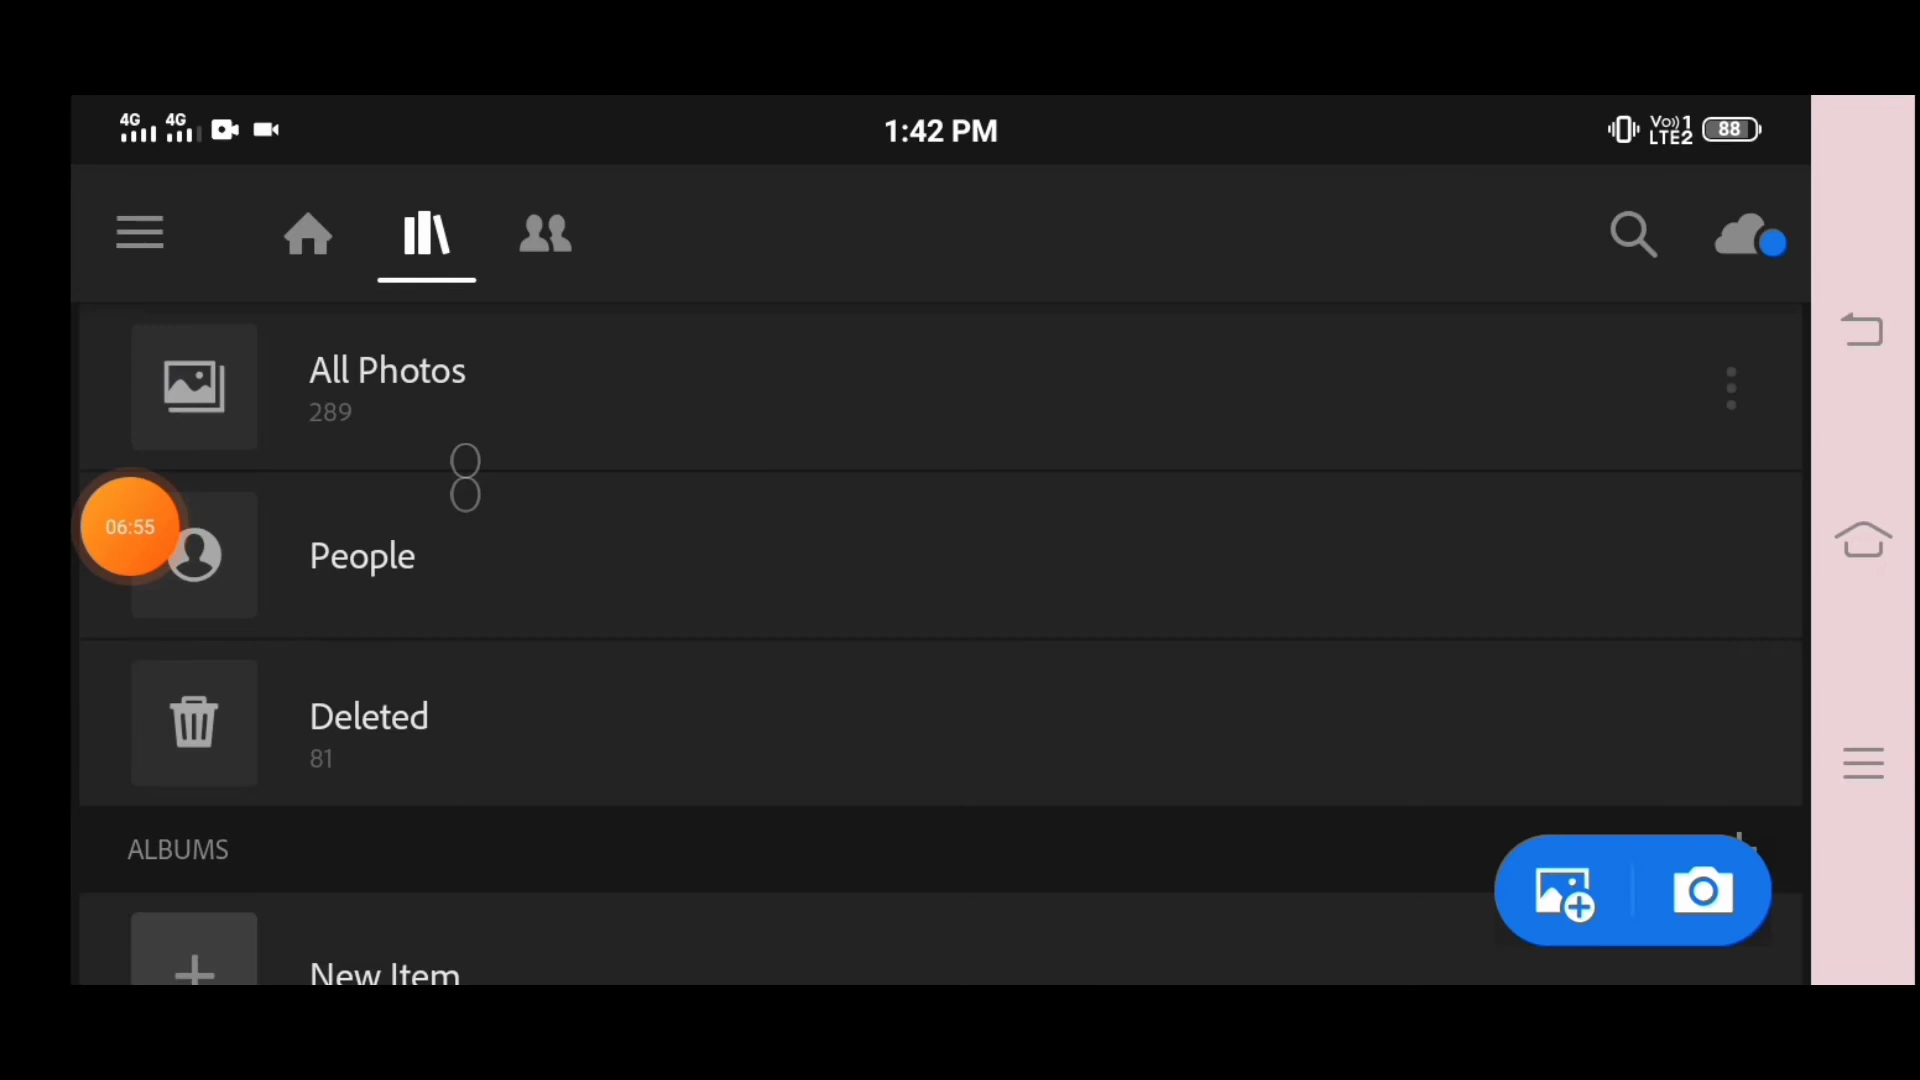 4G 4G
1:42 PM
Vo)) 1
LTE2
88
All Photos
289
06:55
People
Deleted
81
ALBUMS
New Item